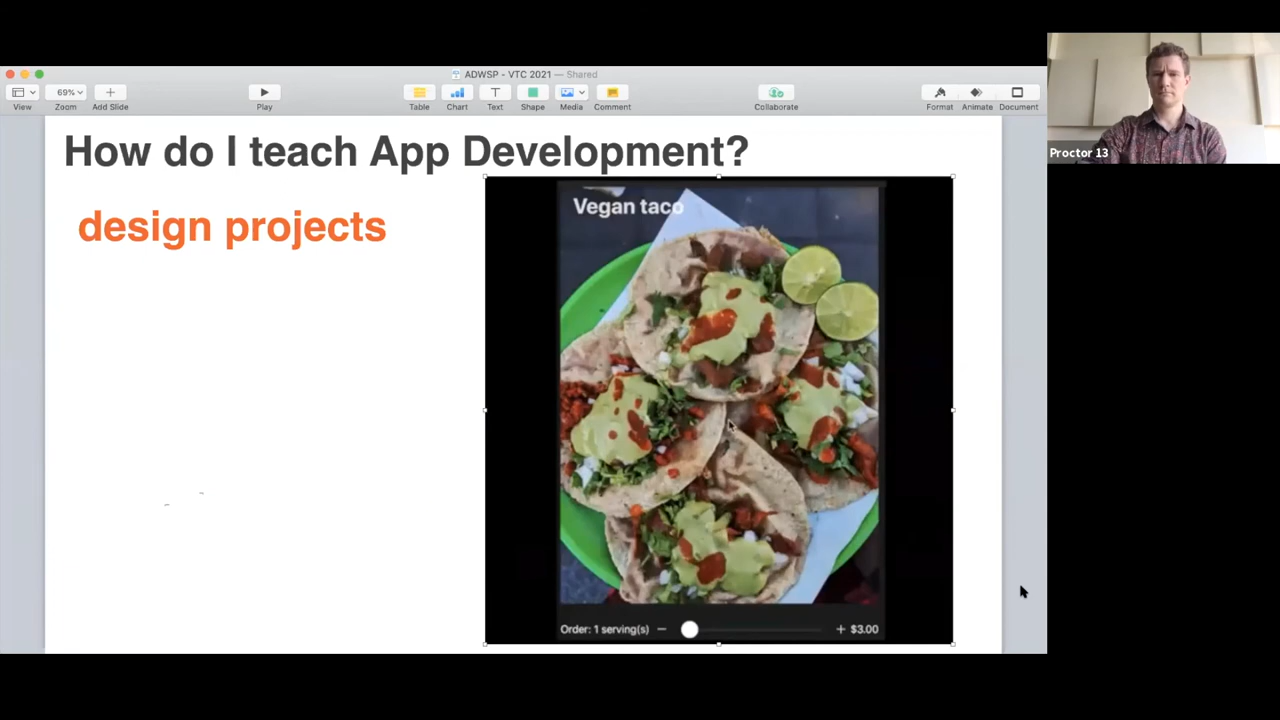 ADWSP - VTC 2021 — Shared
69%
View
Zoom
Add Slide
Play
Table
Chart
Text
Shape
Media
Comment
Collaborate
Format
Animate
Document
How do I teach App Development?
design projects
Vegan taco
Order: 1 serving(s) − + $3.00
Proctor 13